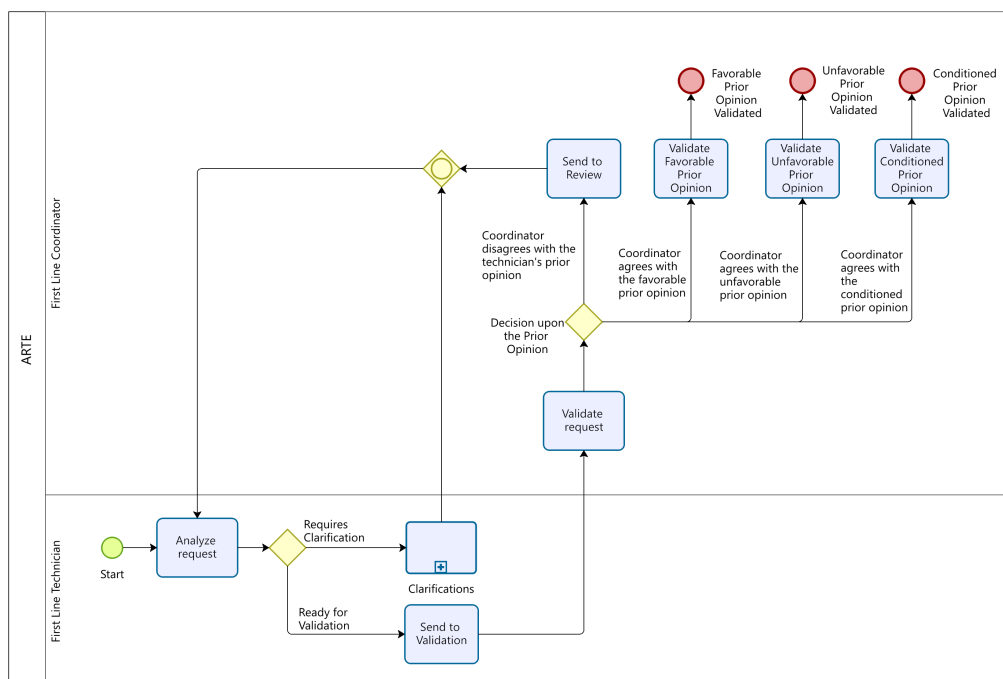 ARTE
First Line Coordinator
First Line Technician
Favorable
Prior
Opinion
Validated
Unfavorable
Prior
Opinion
Validated
Conditioned
Prior
Opinion
Validated
Send to
Review
Validate
Favorable
Prior
Opinion
Validate
Unfavorable
Prior
Opinion
Validate
Conditioned
Prior
Opinion
Coordinator
disagrees with the
technician's prior
opinion
Coordinator
agrees with
the favorable
prior opinion
Coordinator
agrees with the
unfavorable
prior opinion
Coordinator
agrees with
the
conditioned
prior opinion
Decision upon
the Prior
Opinion
Validate
request
Start
Analyze
request
Requires
Clarification
Clarifications
Ready for
Validation
Send to
Validation